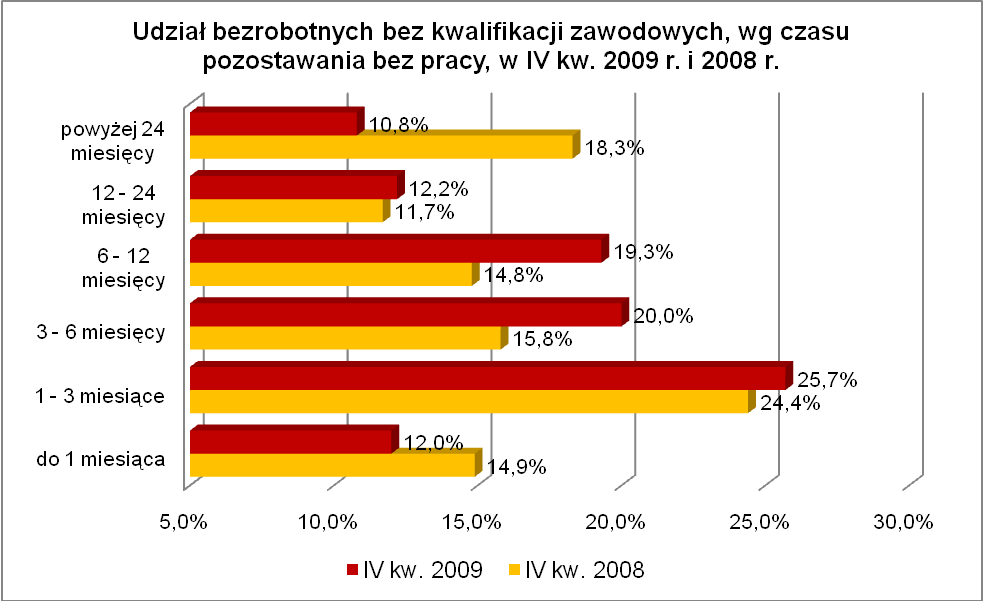 Udział bezrobotnych bez kwalifikacji zawodowych, wg czasu
pozostawania bez pracy, w IV kw. 2009 r. i 2008 r.
powyżej 24
miesięcy
10,8%
18,3%
12 - 24
miesięcy
12,2%
11,7%
6 - 12
miesięcy
19,3%
14,8%
3 - 6 miesięcy
20,0%
15,8%
1 - 3 miesiące
25,7%
24,4%
do 1 miesiąca
12,0%
14,9%
5,0% 10,0% 15,0% 20,0% 25,0% 30,0%
IV kw. 2009 IV kw. 2008